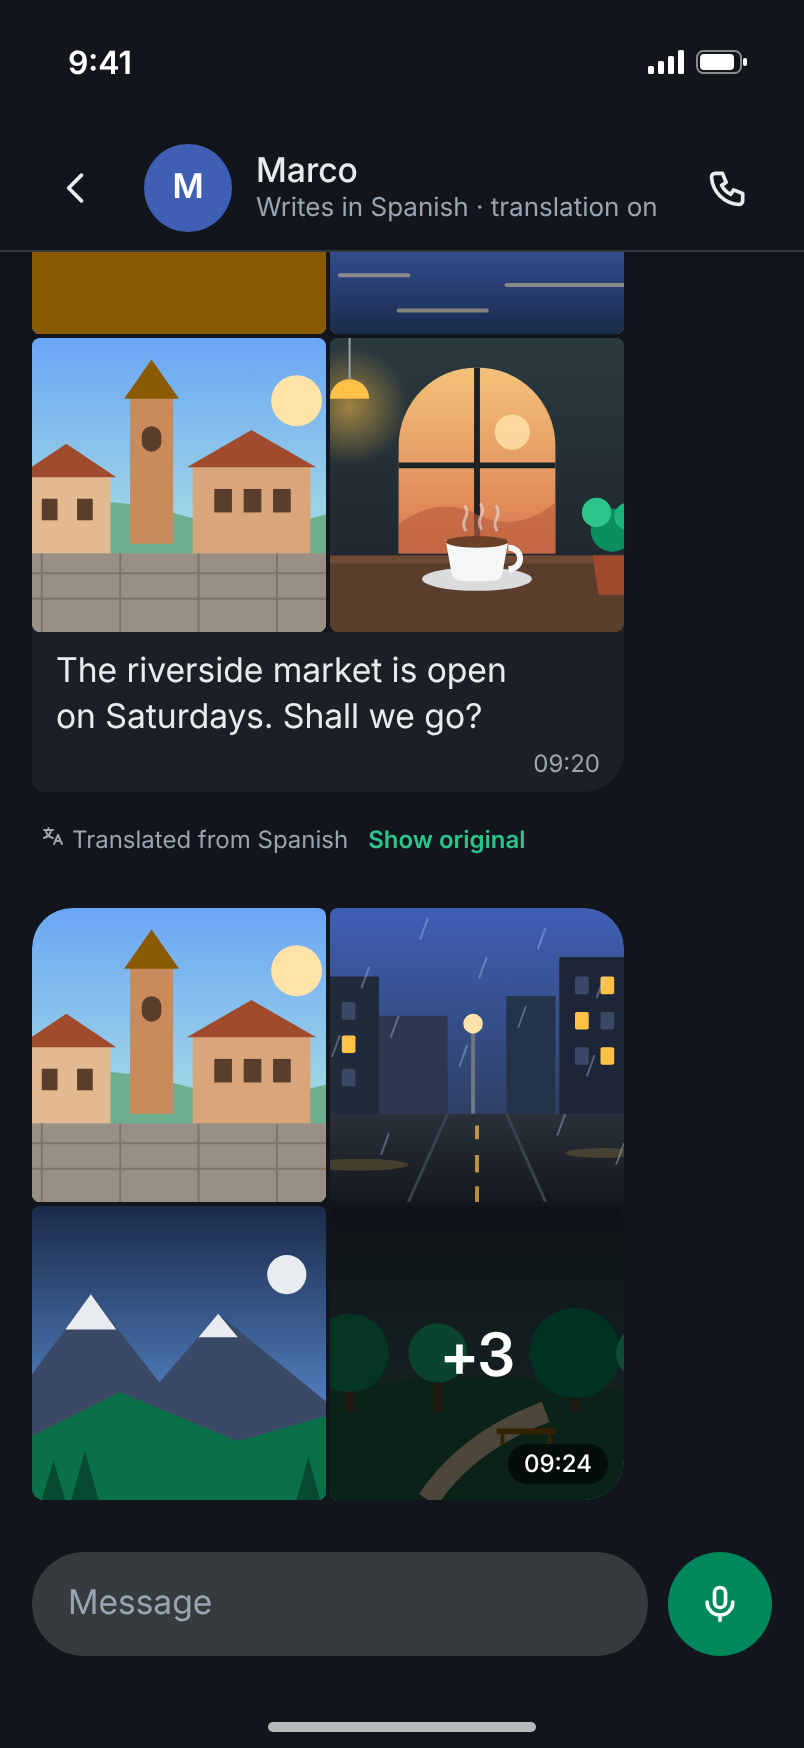 9:41
M
Marco
Writes in Spanish · translation on
The riverside market is open
on Saturdays. Shall we go?
09:20
Translated from Spanish Show original
+3
09:24
Message